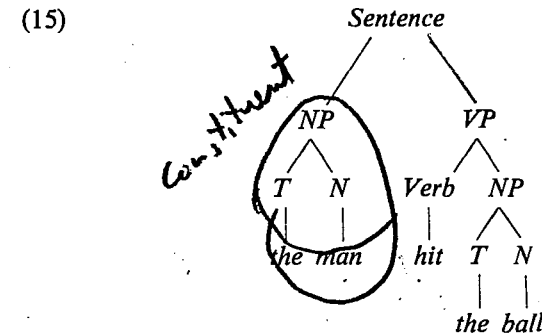 (15) Sentence
constituent
NP VP
T N Verb NP
the man hit T N
the ball